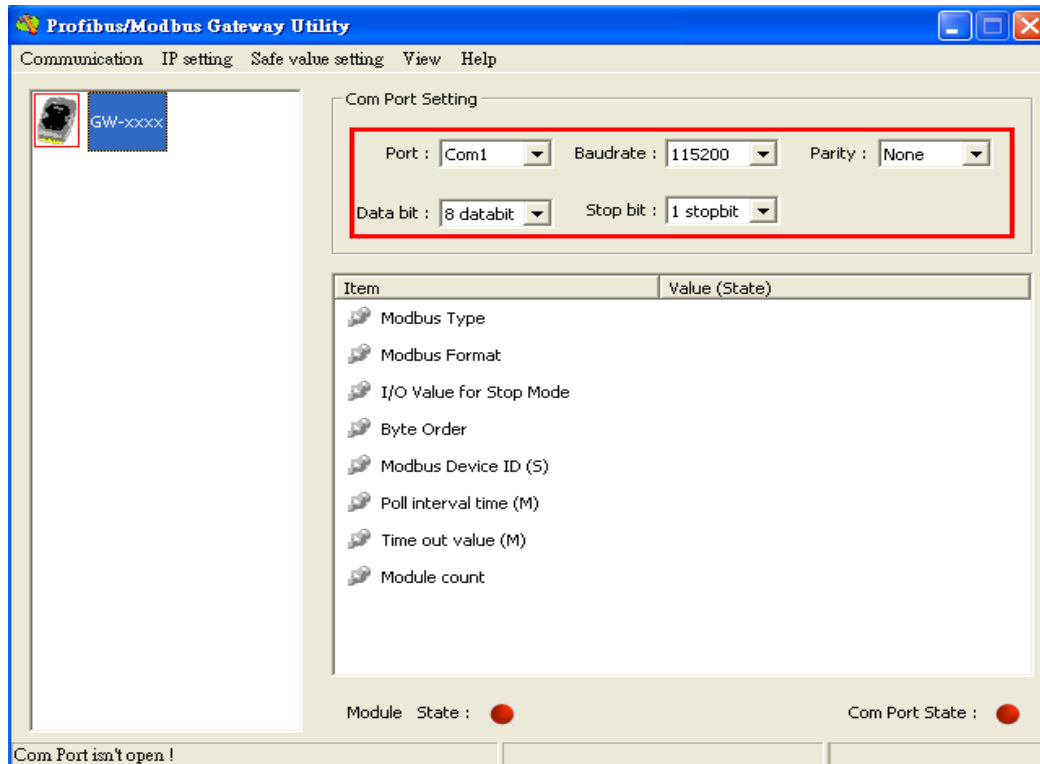 Profibus/Modbus Gateway Utility
Communication IP setting Safe value setting View Help
GW-xxxx
Com Port Setting
Port : Com1 Baudrate : 115200 Parity : None
Data bit : 8 databit Stop bit : 1 stopbit
Item Value (State)
Modbus Type
Modbus Format
I/O Value for Stop Mode
Byte Order
Modbus Device ID (S)
Poll interval time (M)
Time out value (M)
Module count
Module State : Com Port State :
Com Port isn't open !